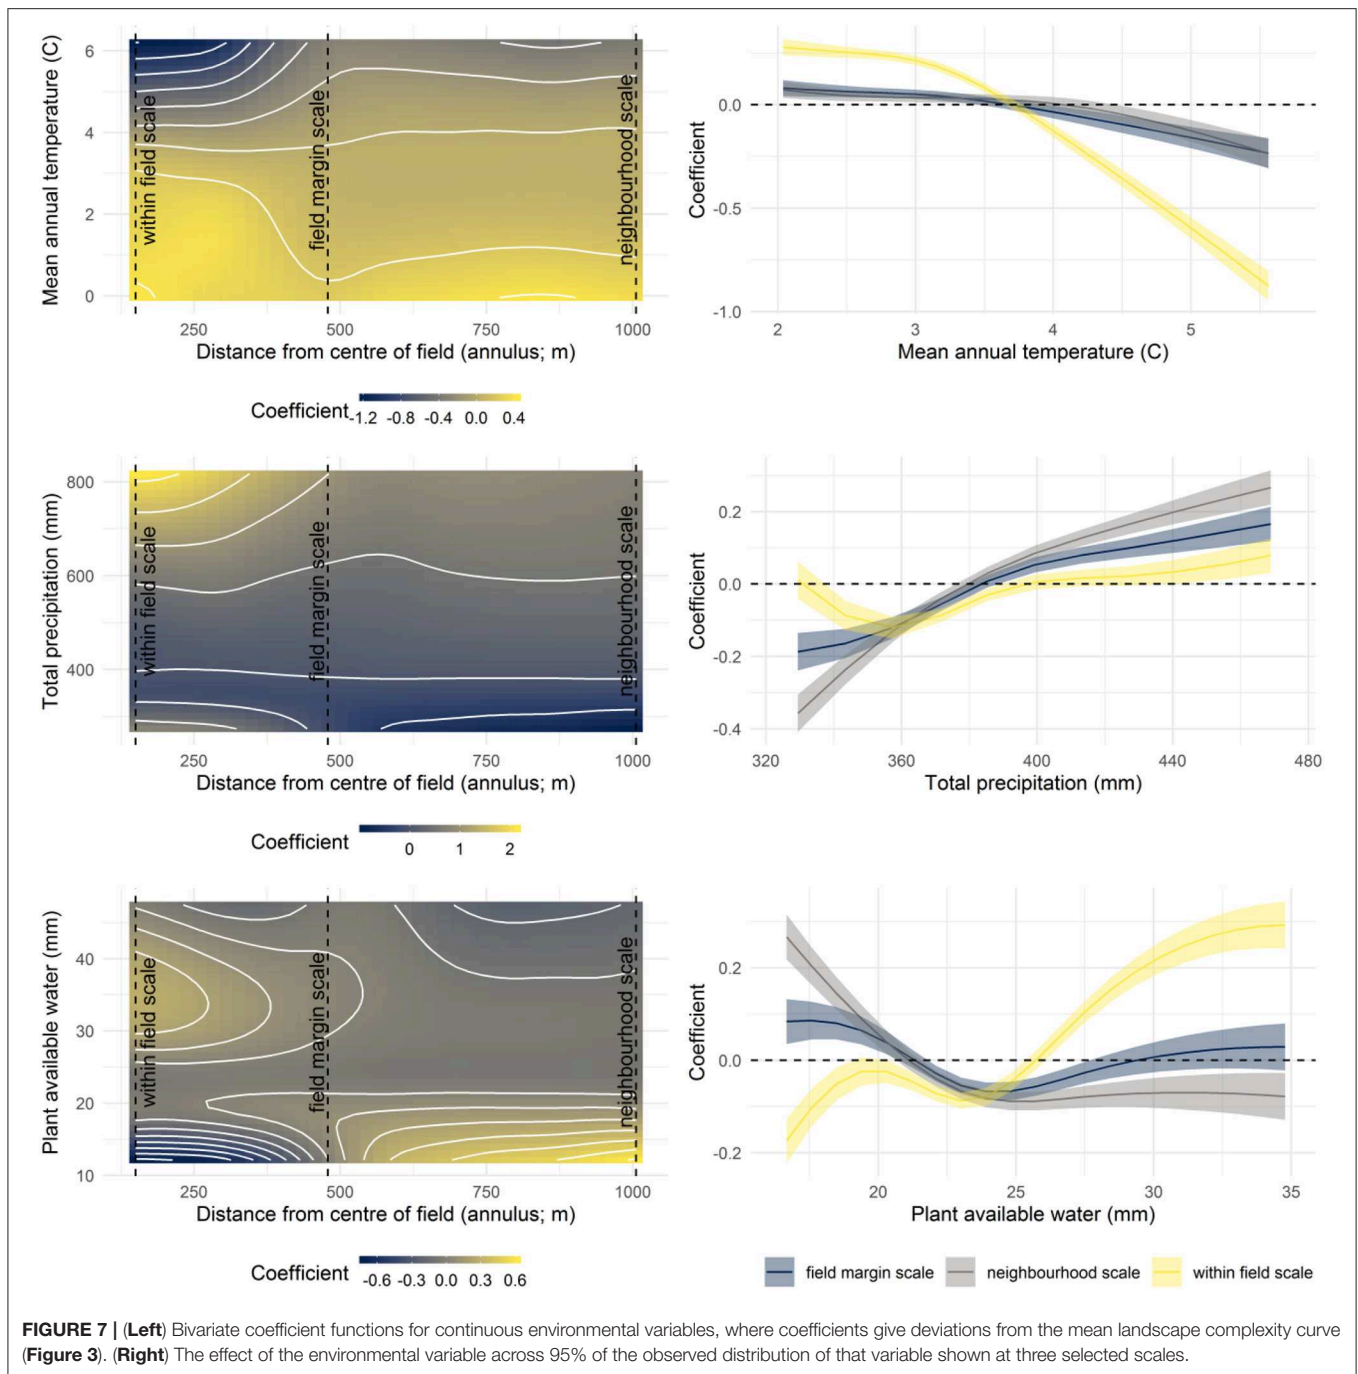 Mean annual temperature (C)
6
4
2
0
within field scale
field margin scale
neighbourhood scale
250
500
750
1000
Distance from centre of field (annulus; m)
Coefficient
-1.2 -0.8 -0.4 0.0 0.4
Coefficient
0.0
-0.5
-1.0
2
3
4
5
Mean annual temperature (C)
Total precipitation (mm)
800
600
400
within field scale
field margin scale
neighbourhood scale
250
500
750
1000
Distance from centre of field (annulus; m)
Coefficient
0 1 2
Coefficient
0.2
0.0
-0.2
-0.4
320
360
400
440
480
Total precipitation (mm)
Plant available water (mm)
40
30
20
10
within field scale
field margin scale
neighbourhood scale
250
500
750
1000
Distance from centre of field (annulus; m)
Coefficient
-0.6 -0.3 0.0 0.3 0.6
Coefficient
0.2
0.0
-0.2
20
25
30
35
Plant available water (mm)
field margin scale
neighbourhood scale
within field scale
FIGURE 7 | (Left) Bivariate coefficient functions for continuous environmental variables, where coefficients give deviations from the mean landscape complexity curve
(Figure 3). (Right) The effect of the environmental variable across 95% of the observed distribution of that variable shown at three selected scales.